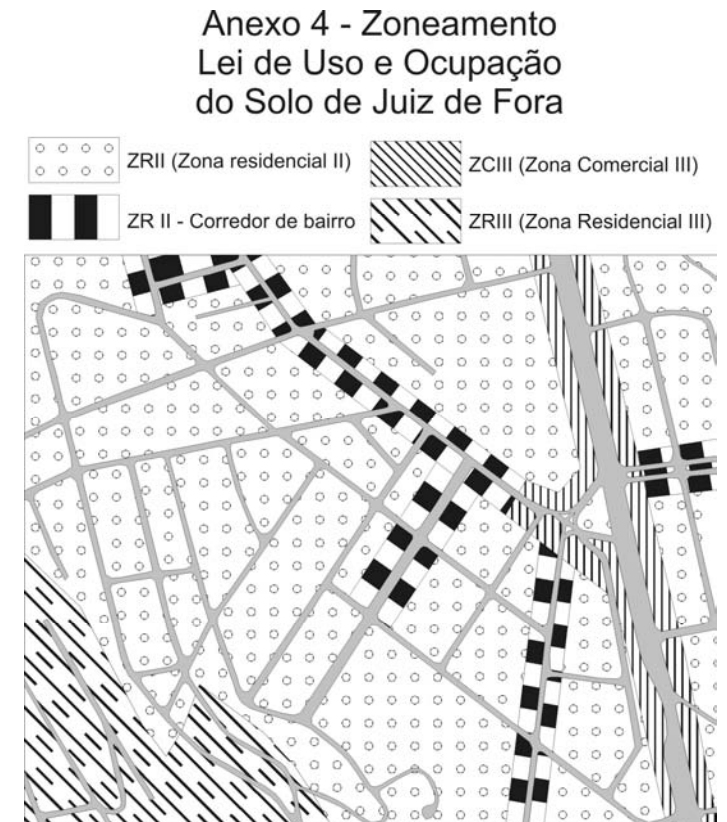 Anexo 4 - Zoneamento
Lei de Uso e Ocupação
do Solo de Juiz de Fora
ZRII (Zona residencial II)
ZCIII (Zona Comercial III)
ZR II - Corredor de bairro
ZRIII (Zona Residencial III)